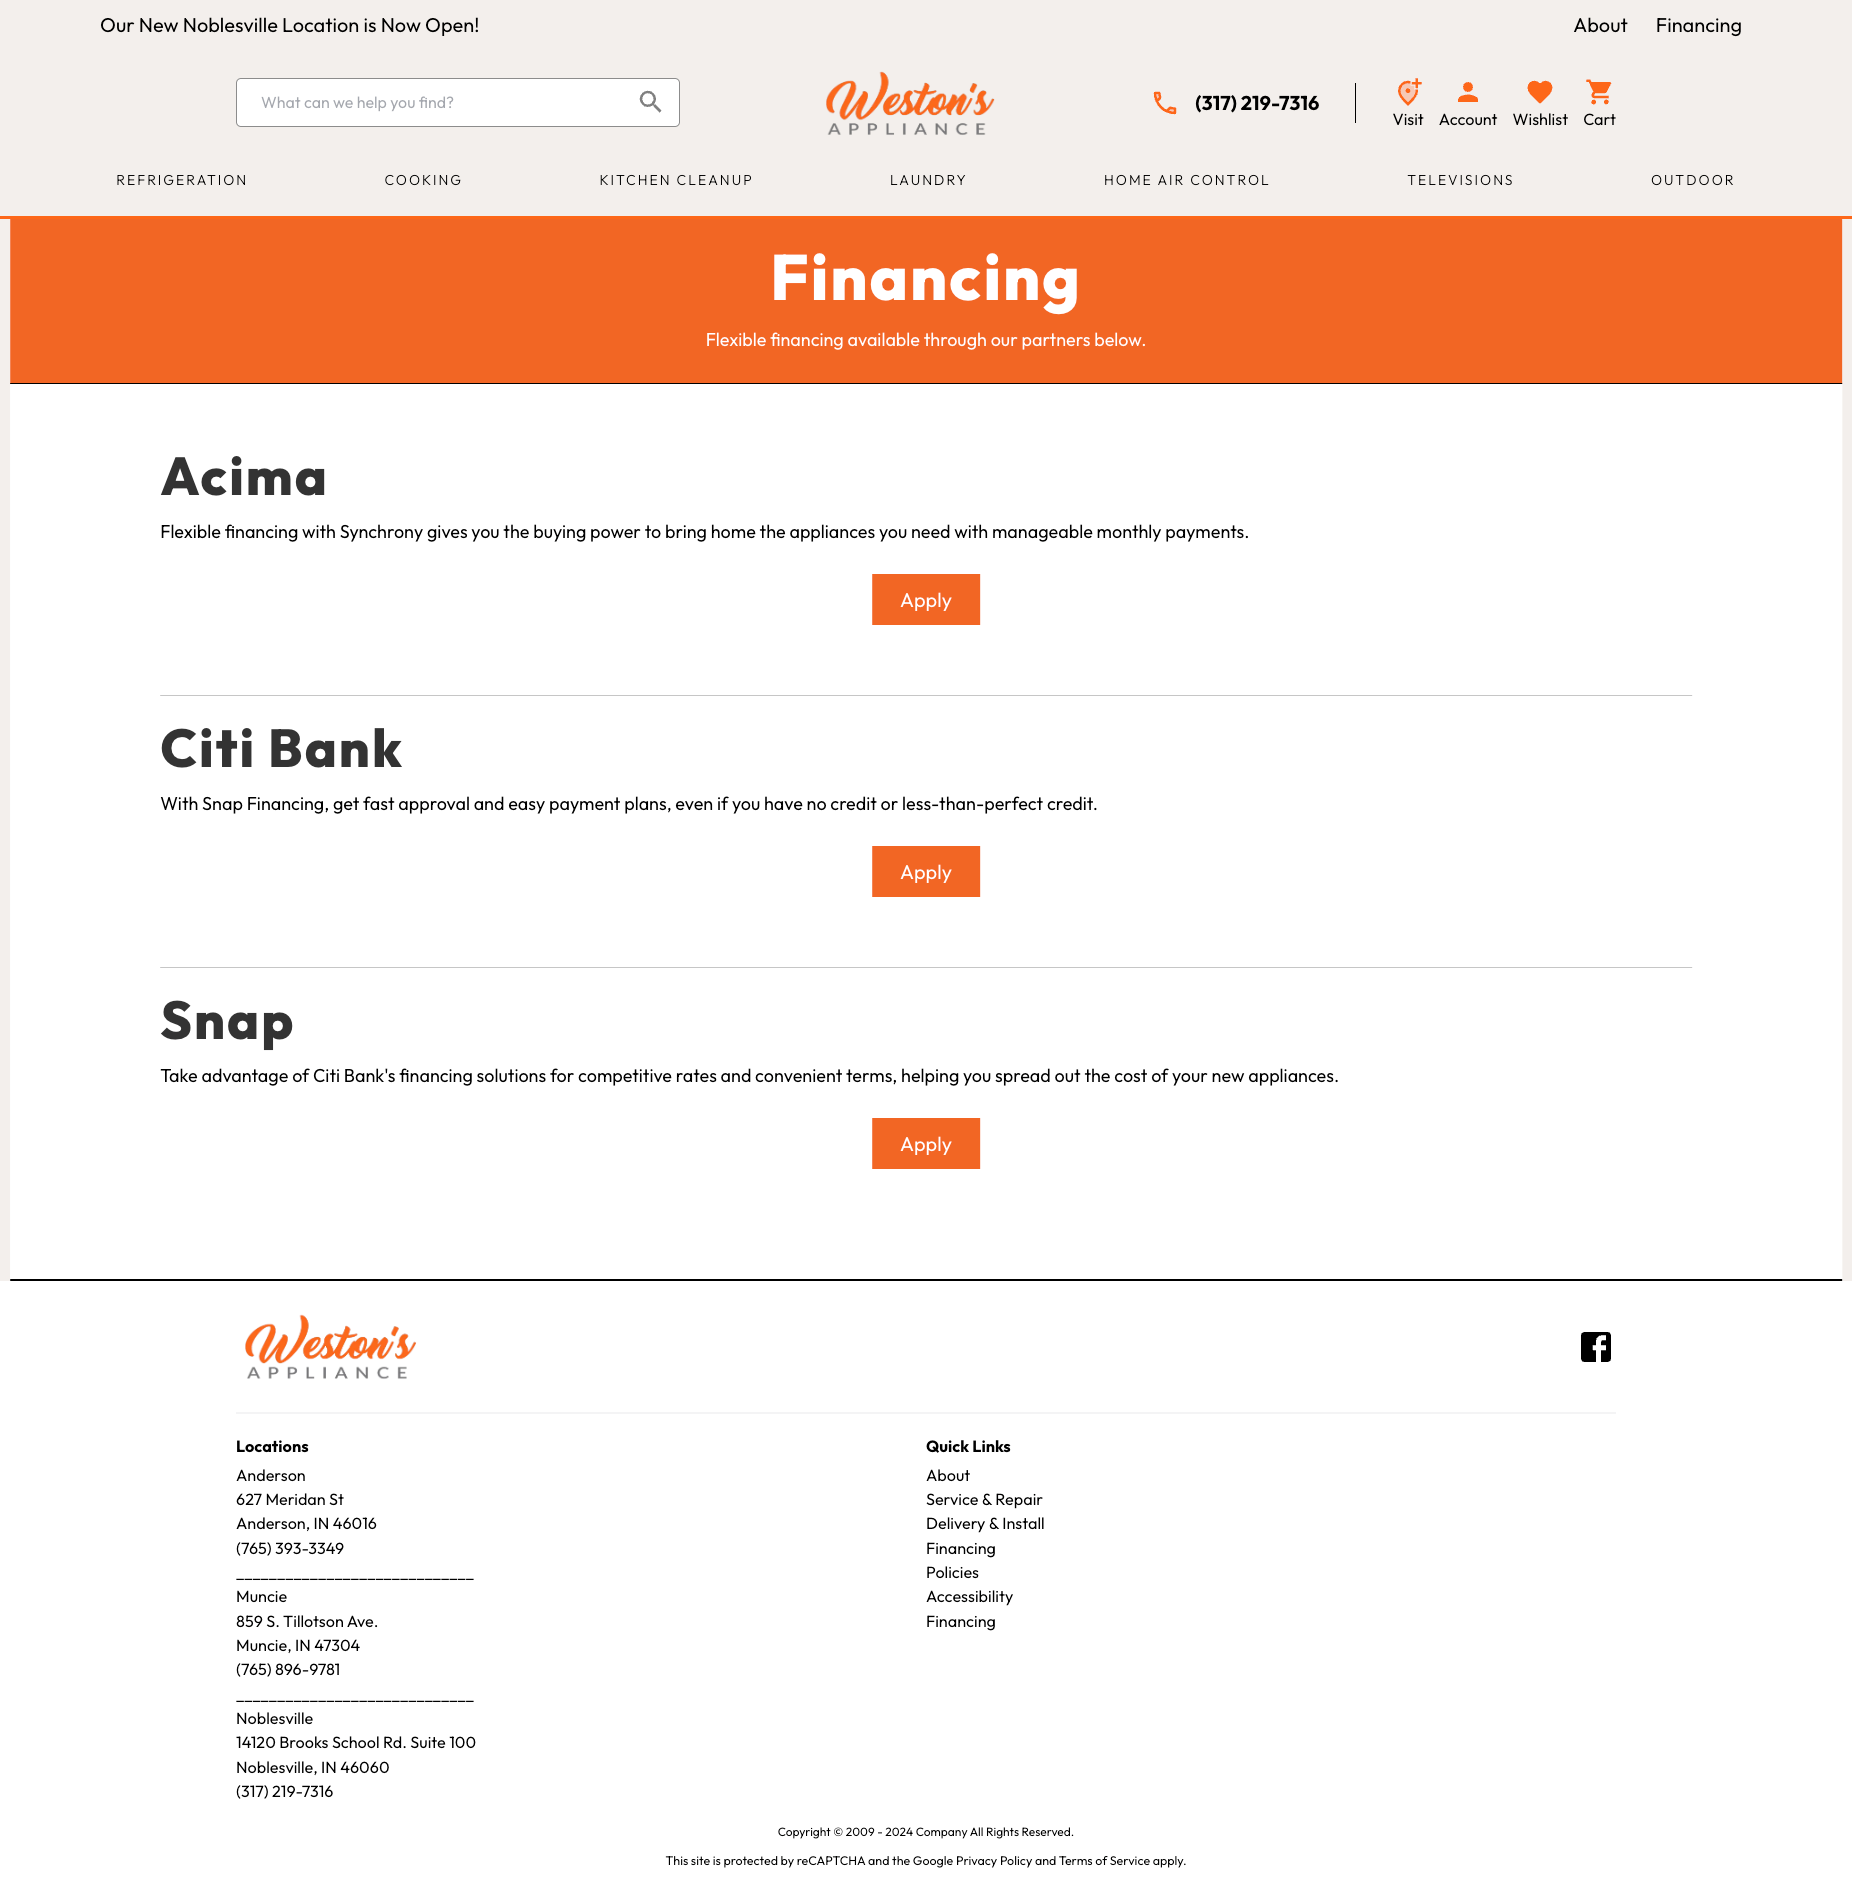 Our New Noblesville Location is Now Open!
About Financing
What can we help you find?
Weston's
APPLIANCE
(317) 219-7316
Visit Account Wishlist Cart
REFRIGERATION COOKING KITCHEN CLEANUP LAUNDRY HOME AIR CONTROL TELEVISIONS OUTDOOR
Financing
Flexible financing available through our partners below.
Acima
Flexible financing with Synchrony gives you the buying power to bring home the appliances you need with manageable monthly payments.
Apply
Citi Bank
With Snap Financing, get fast approval and easy payment plans, even if you have no credit or less-than-perfect credit.
Apply
Snap
Take advantage of Citi Bank's financing solutions for competitive rates and convenient terms, helping you spread out the cost of your new appliances.
Apply
Weston's
APPLIANCE
Locations
Anderson
627 Meridan St
Anderson, IN 46016
(765) 393-3349
_____________________________
Muncie
859 S. Tillotson Ave.
Muncie, IN 47304
(765) 896-9781
_____________________________
Noblesville
14120 Brooks School Rd. Suite 100
Noblesville, IN 46060
(317) 219-7316
Quick Links
About
Service & Repair
Delivery & Install
Financing
Policies
Accessibility
Financing
Copyright © 2009 - 2024 Company All Rights Reserved.
This site is protected by reCAPTCHA and the Google Privacy Policy and Terms of Service apply.